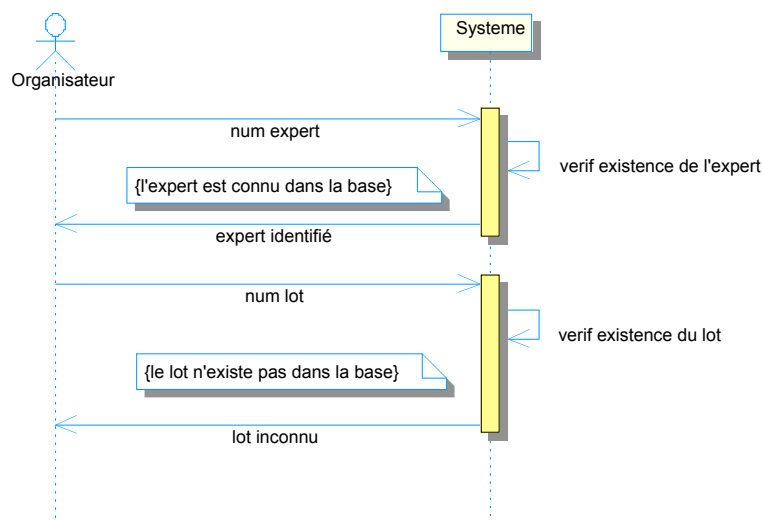 Systeme
Organisateur
num expert
verif existence de l'expert
{l'expert est connu dans la base}
expert identifié
num lot
verif existence du lot
{le lot n'existe pas dans la base}
lot inconnu